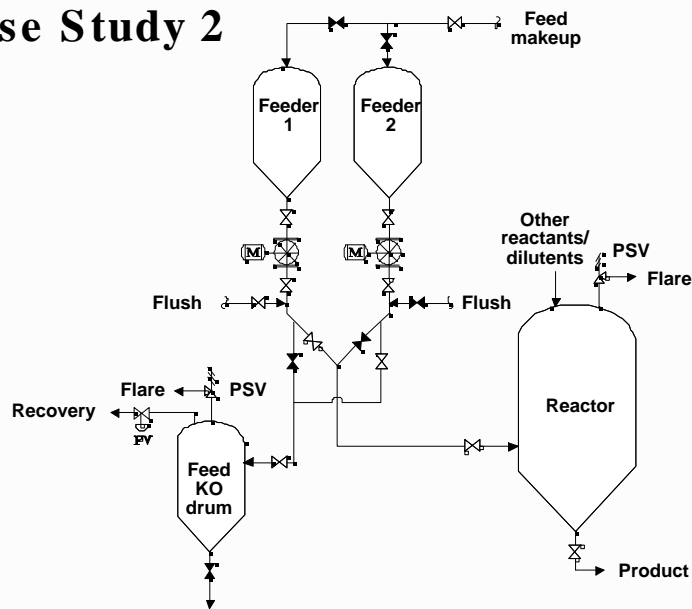 se Study 2
Feed
makeup
Feeder
1
Feeder
2
M
M
Other
reactants/
dilutents
PSV
Flare
Flush
Flush
Flare
PSV
Recovery
PV
Reactor
Feed
KO
drum
Product